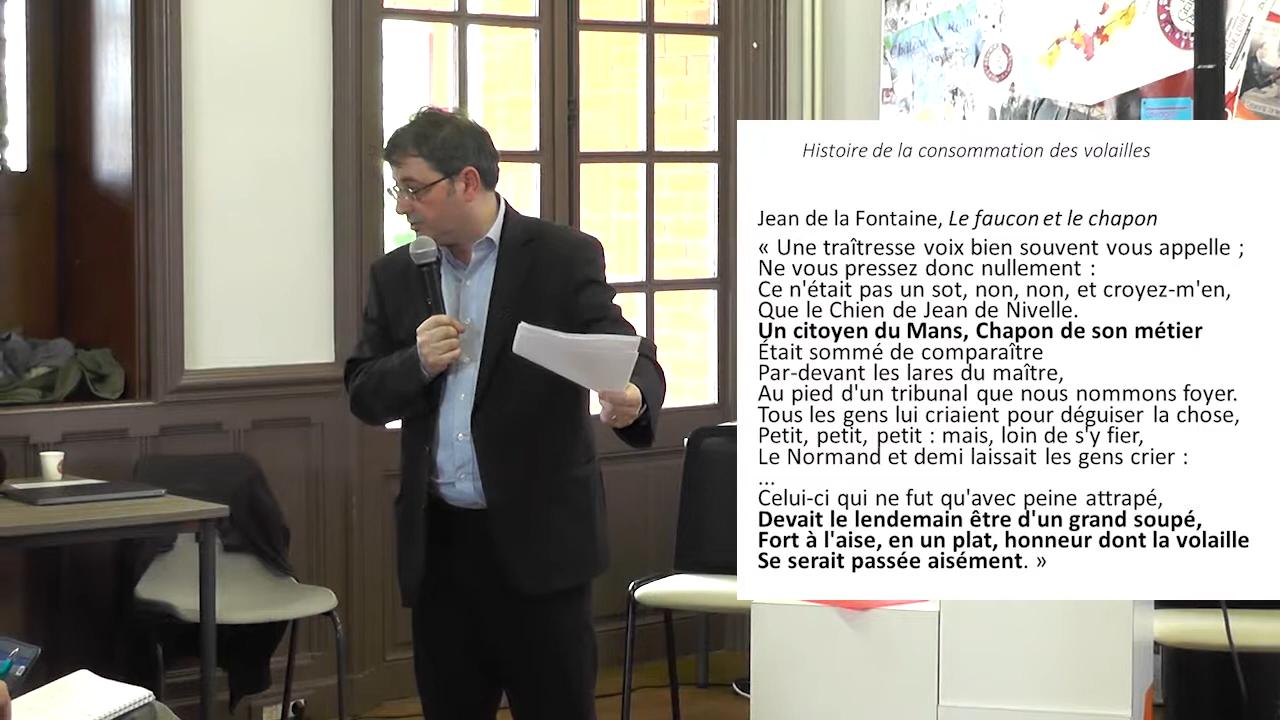 Histoire de la consommation des volailles
Jean de la Fontaine, Le faucon et le chapon
« Une traîtresse voix bien souvent vous appelle ;
Ne vous pressez donc nullement :
Ce n'était pas un sot, non, non, et croyez-m'en,
Que le Chien de Jean de Nivelle.
Un citoyen du Mans, Chapon de son métier
Était sommé de comparaître
Par-devant les lares du maître,
Au pied d'un tribunal que nous nommons foyer.
Tous les gens lui criaient pour déguiser la chose,
Petit, petit, petit : mais, loin de s'y fier,
Le Normand et demi laissait les gens crier :
...
Celui-ci qui ne fut qu'avec peine attrapé,
Devait le lendemain être d'un grand soupé,
Fort à l'aise, en un plat, honneur dont la volaille
Se serait passée aisément. »